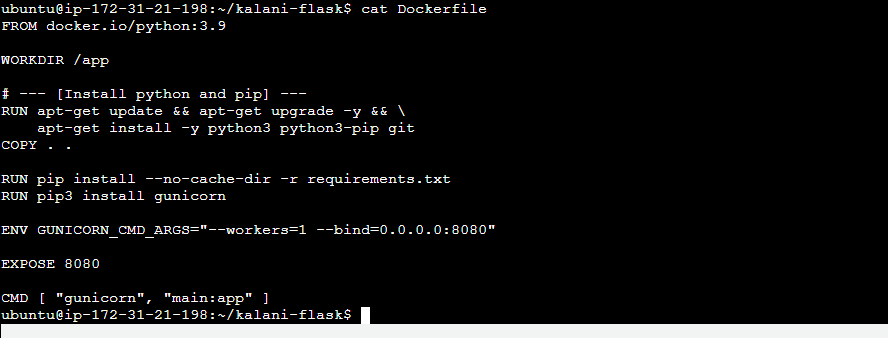 ubuntu@ip-172-31-21-198:~/kalani-flask$ cat Dockerfile
FROM docker.io/python:3.9
WORKDIR /app
# --- [Install python and pip] ---
RUN apt-get update && apt-get upgrade -y && \
    apt-get install -y python3 python3-pip git
COPY . .
RUN pip install --no-cache-dir -r requirements.txt
RUN pip3 install gunicorn
ENV GUNICORN_CMD_ARGS="--workers=1 --bind=0.0.0.0:8080"
EXPOSE 8080
CMD [ "gunicorn", "main:app" ]
ubuntu@ip-172-31-21-198:~/kalani-flask$